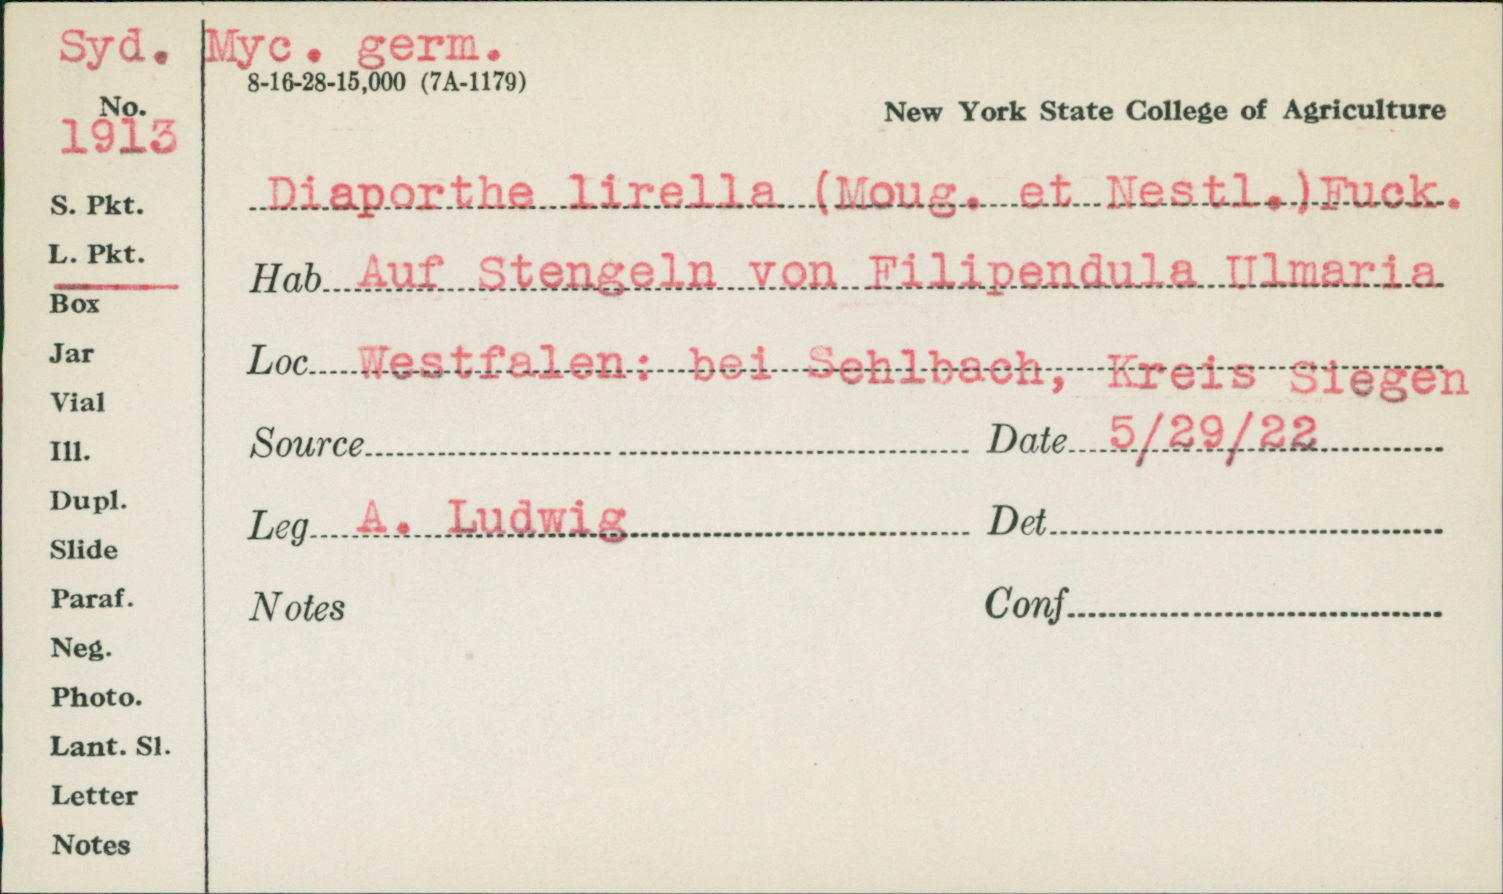 Syd. Myc. germ.
8-16-28-15,000 (7A-1179)
No.
1913
New York State College of Agriculture
S. Pkt.
L. Pkt.
Box
Jar
Vial
Ill.
Dupl.
Slide
Paraf.
Neg.
Photo.
Lant. Sl.
Letter
Notes
Diaporthe lirella (Moug. et Nestl.)Fuck.
Hab Auf Stengeln von Filipendula Ulmaria
Loc Westfalen: bei Sehlbach, Kreis Siegen
Source Date 5/29/22
Leg A. Ludwig Det
Notes Conf